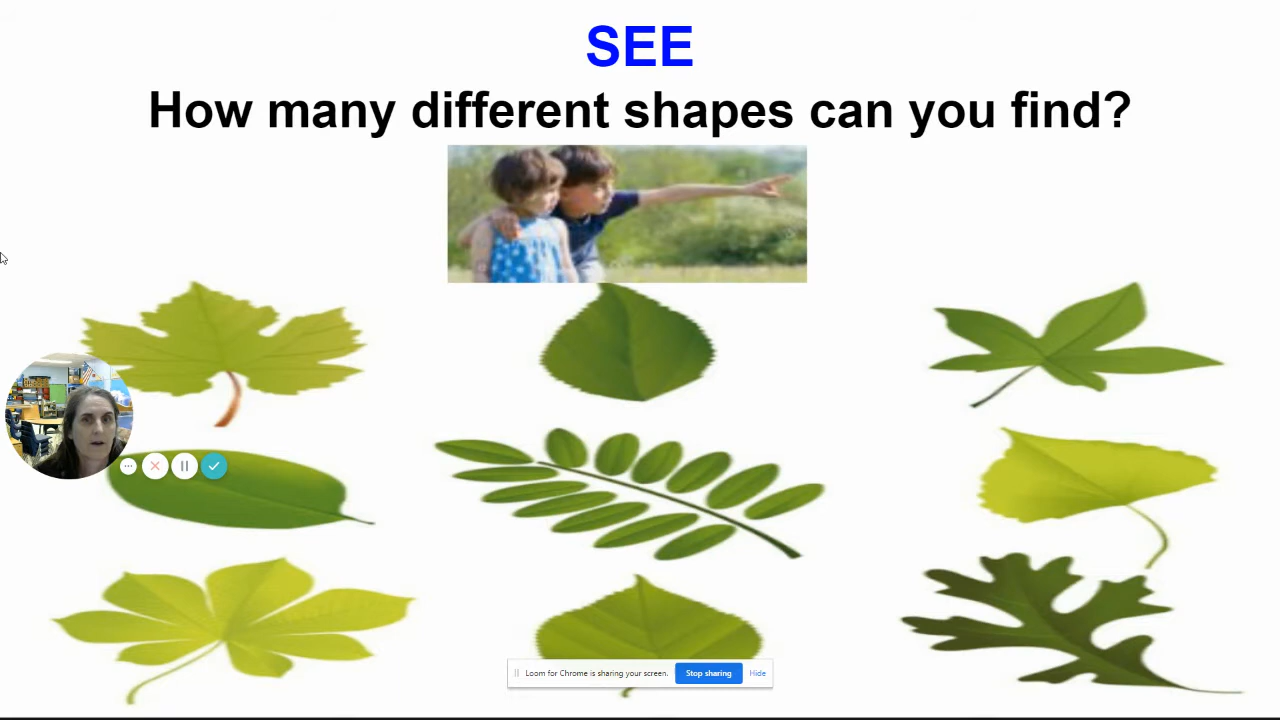 SEE
How many different shapes can you find?
Loom for Chrome is sharing your screen. Stop sharing Hide